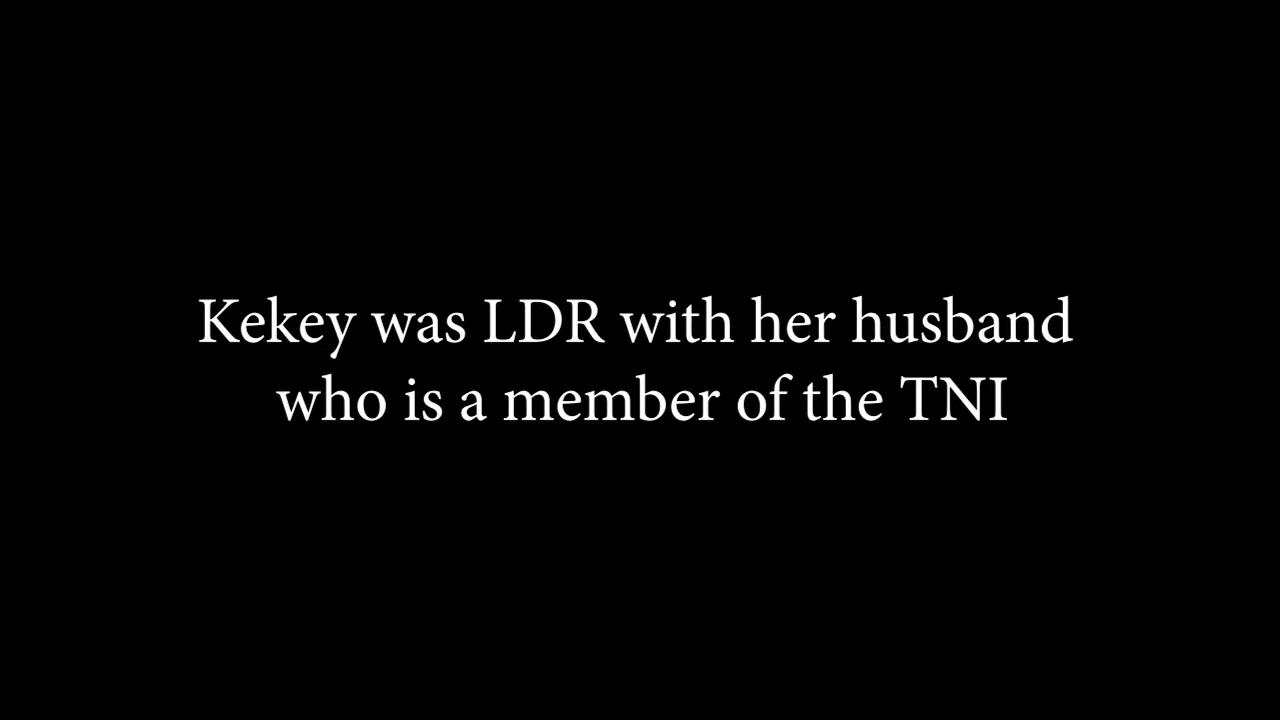 Kekey was LDR with her husband
who is a member of the TNI